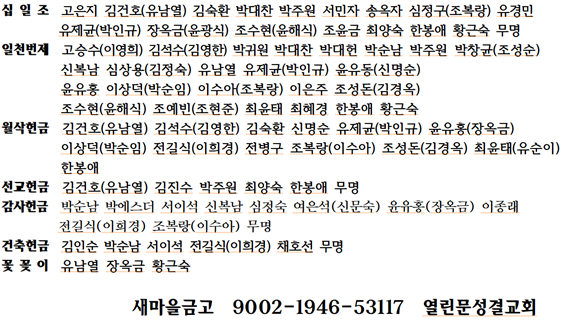 십 일 조 고은지 김건호(유남열) 김숙환 박대찬 박주원 서민자 송옥자 심정구(조복랑) 유경민
유제균(박인규) 장옥금(윤광식) 조수현(윤해식) 조윤금 최양숙 한봉애 황근숙 무명
일천번제 고승수(이영희) 김석수(김영한) 박귀원 박대찬 박대헌 박순남 박주원 박창균(조성순)
신복남 심상용(김정숙) 유남열 유제균(박인규) 윤유동(신명순)
윤유흥 이상덕(박순임) 이수아(조복랑) 이은주 조성돈(김경옥)
조수현(윤해식) 조예빈(조현준) 최윤태 최혜경 한봉애 황근숙
월삭헌금 김건호(유남열) 김석수(김영한) 김숙환 신명순 유제균(박인규) 윤유흥(장옥금)
이상덕(박순임) 전길식(이희경) 전병구 조복랑(이수아) 조성돈(김경옥) 최윤태(유순이)
한봉애
선교헌금 김건호(유남열) 김진수 박주원 최양숙 한봉애 무명
감사헌금 박순남 박에스더 서이석 신복남 심정숙 여은석(신문숙) 윤유흥(장옥금) 이종래
전길식(이희경) 조복랑(이수아) 무명
건축헌금 김인순 박순남 서이석 전길식(이희경) 채호선 무명
꽃 꽂 이 유남열 장옥금 황근숙
새마을금고 9002-1946-53117 열린문성결교회